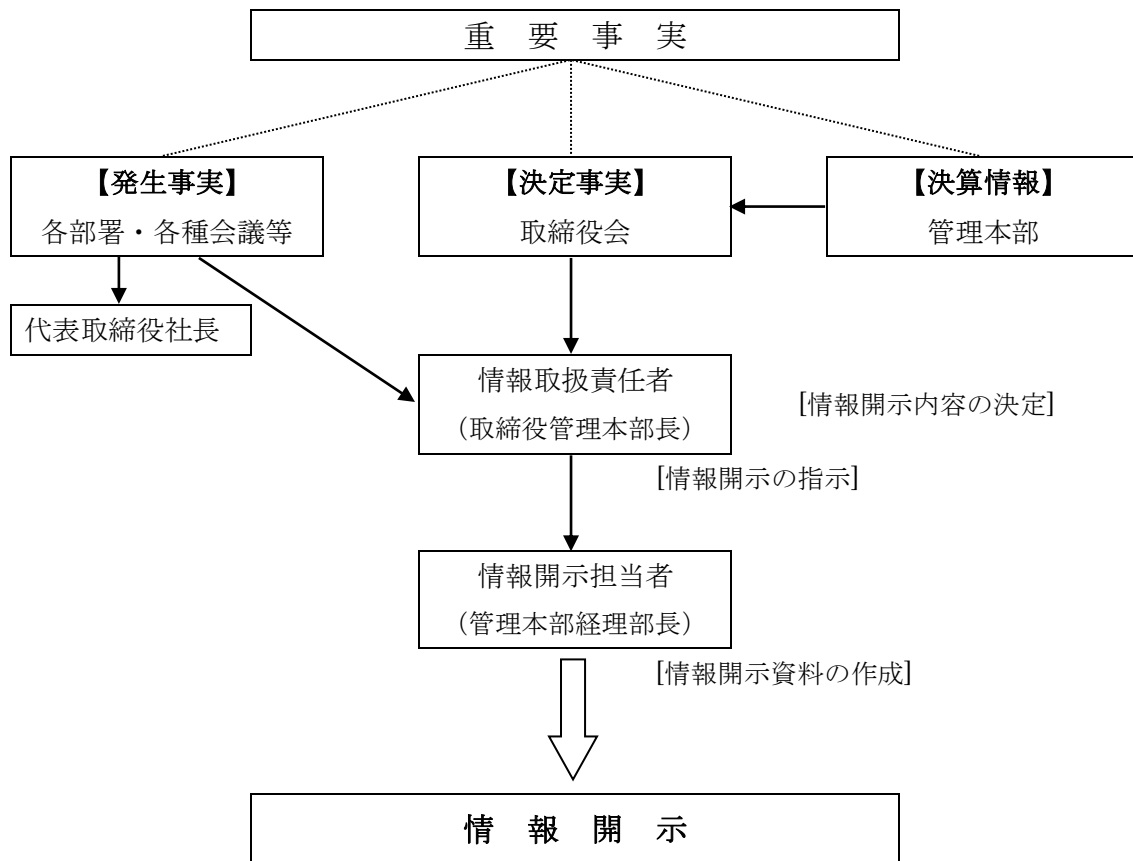 重　要　事　実
【発生事実】
各部署・各種会議等
【決定事実】
取締役会
【決算情報】
管理本部
代表取締役社長
情報取扱責任者
（取締役管理本部長）
[情報開示内容の決定]
[情報開示の指示]
情報開示担当者
（管理本部経理部長）
[情報開示資料の作成]
情　報　開　示